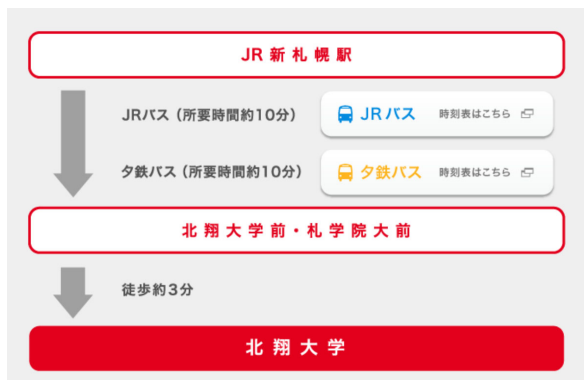 JR新札幌駅
JRバス（所要時間約10分）
JRバス 時刻表はこちら
夕鉄バス（所要時間約10分）
夕鉄バス 時刻表はこちら
北翔大学前・札学院大前
徒歩約3分
北翔大学